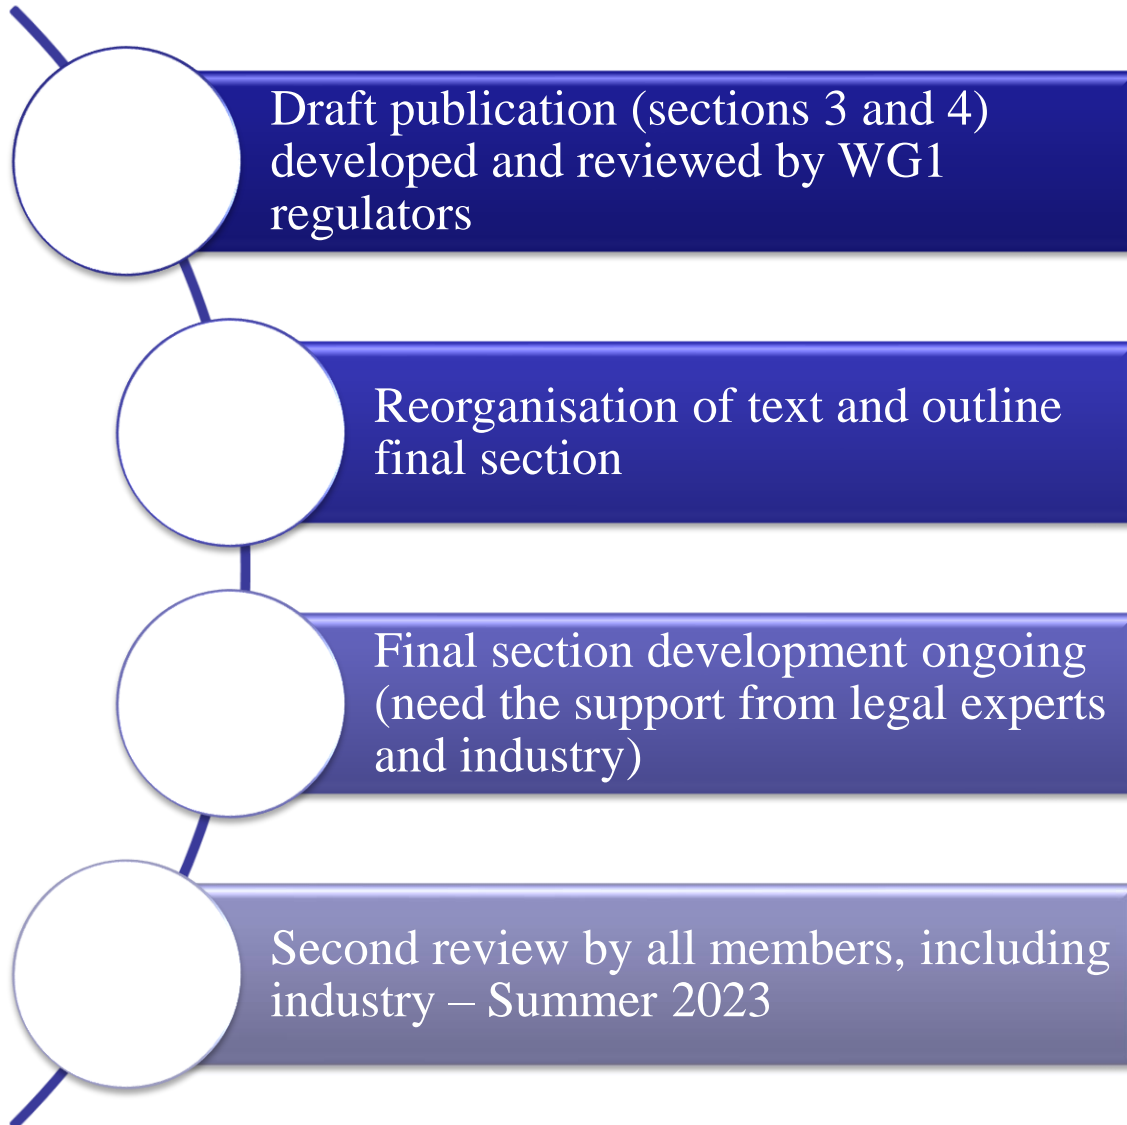 Draft publication (sections 3 and 4)
developed and reviewed by WG1
regulators
Reorganisation of text and outline
final section
Final section development ongoing
(need the support from legal experts
and industry)
Second review by all members, including
industry – Summer 2023